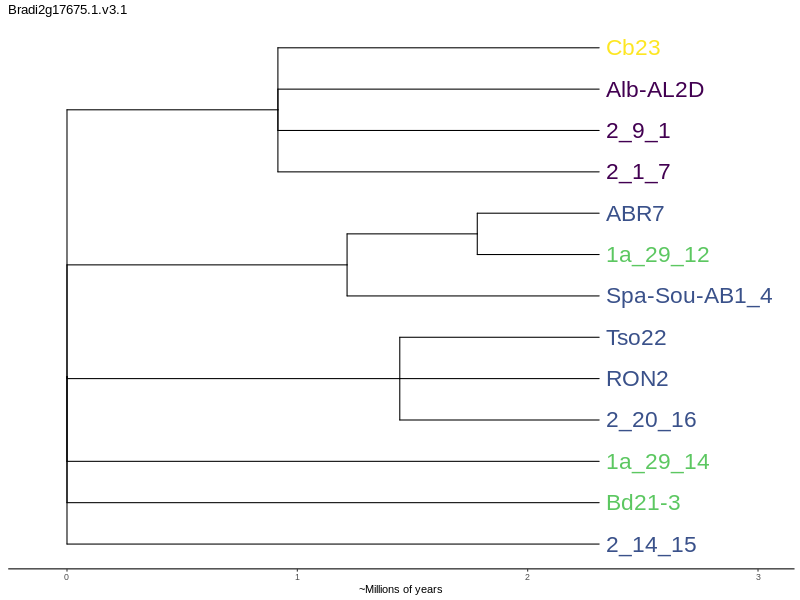 Bradi2g17675.1.v3.1
Cb23
Alb-AL2D
2_9_1
2_1_7
ABR7
1a_29_12
Spa-Sou-AB1_4
Tso22
RON2
2_20_16
1a_29_14
Bd21-3
2_14_15
0 1 2 3
~Millions of years